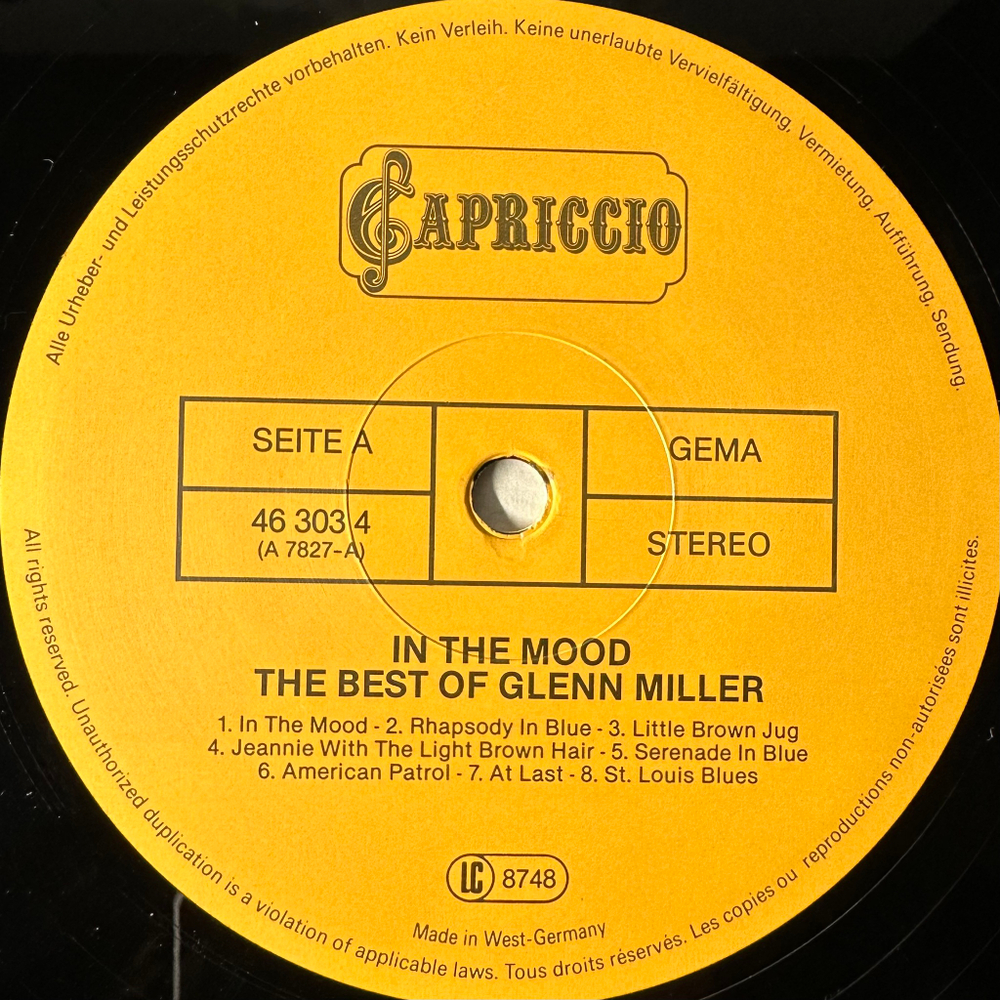 Alle Urheber- und Leistungsschutzrechte vorbehalten. Kein Verleih. Keine unerlaubte Vervielfältigung, Vermietung, Aufführung, Sendung.
CAPRICCIO
SEITE A
GEMA
46 303 4
(A 7827-A)
STEREO
IN THE MOOD
THE BEST OF GLENN MILLER
1. In The Mood - 2. Rhapsody In Blue - 3. Little Brown Jug
4. Jeannie With The Light Brown Hair - 5. Serenade In Blue
6. American Patrol - 7. At Last - 8. St. Louis Blues
LC 8748
Made in West-Germany
All rights reserved. Unauthorized duplication is a violation of applicable laws. Tous droits réservés. Les copies ou reproductions non-autorisées sont illicites.